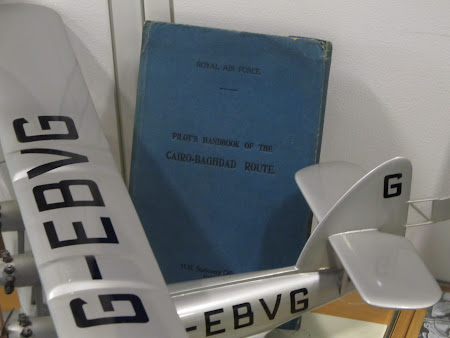 ROYAL AIR FORCE.
PILOT'S HANDBOOK OF THE
CAIRO-BAGHDAD ROUTE.
G-EBVG
G
-EBVG